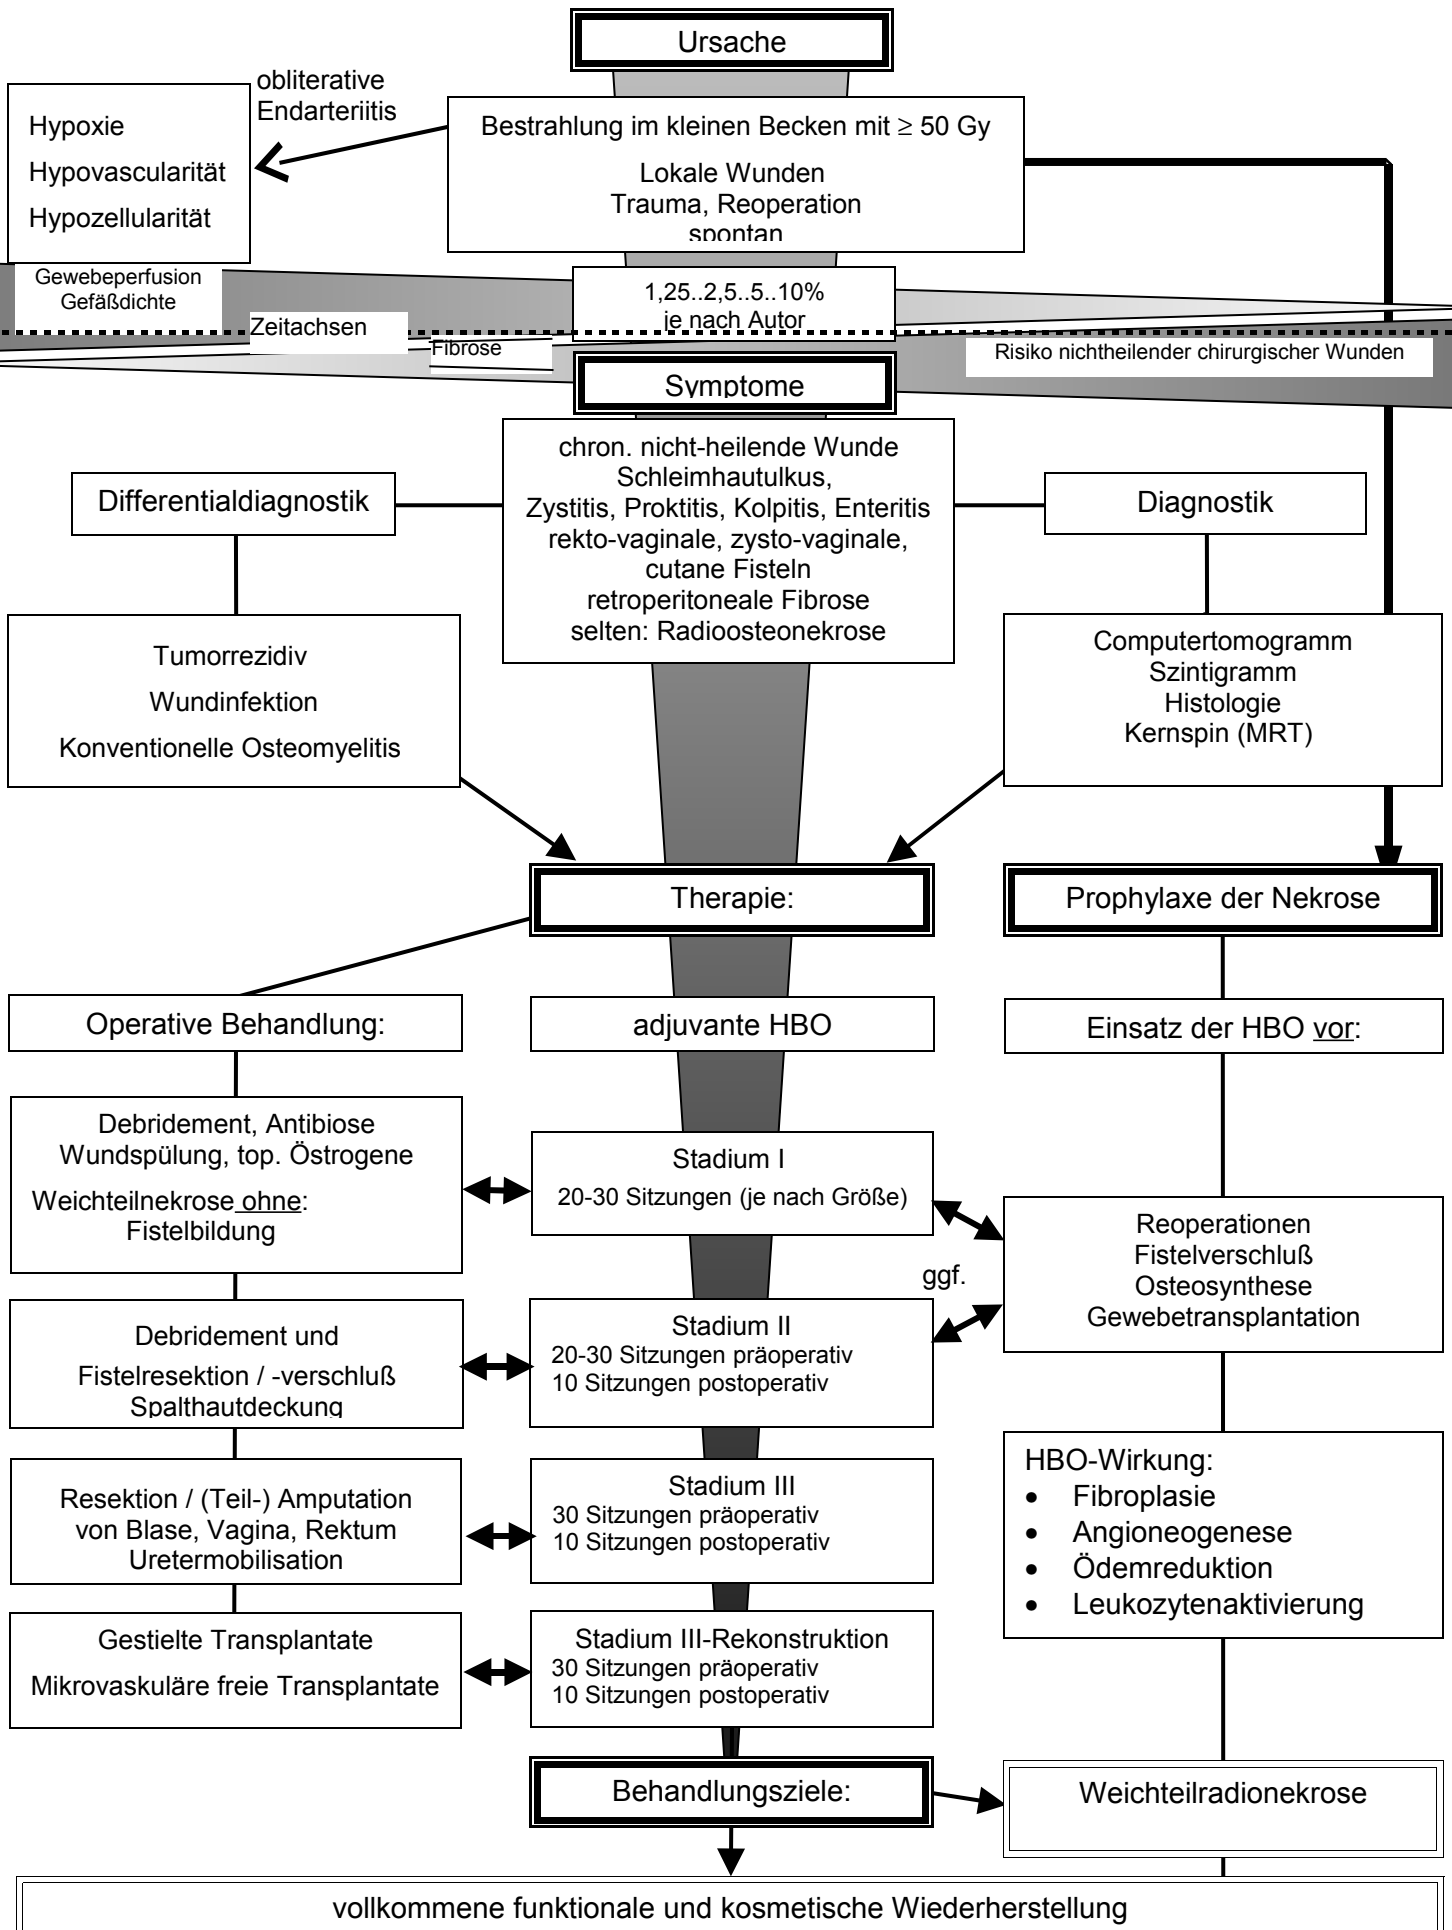 Ursache
obliterative
Endarteriitis
Hypoxie
Hypovascularität
Hypozellularität
Bestrahlung im kleinen Becken mit ≥ 50 Gy
Lokale Wunden
Trauma, Reoperation
spontan
Gewebeperfusion
Gefäßdichte
1,25..2,5..5..10%
je nach Autor
Zeitachsen
Fibrose
Risiko nichtheilender chirurgischer Wunden
Symptome
chron. nicht-heilende Wunde
Schleimhautulkus,
Zystitis, Proktitis, Kolpitis, Enteritis
rekto-vaginale, zysto-vaginale,
cutane Fisteln
retroperitoneale Fibrose
selten: Radioosteonekrose
Differentialdiagnostik
Diagnostik
Tumorrezidiv
Wundinfektion
Konventionelle Osteomyelitis
Computertomogramm
Szintigramm
Histologie
Kernspin (MRT)
Therapie:
Prophylaxe der Nekrose
Operative Behandlung:
adjuvante HBO
Einsatz der HBO vor:
Debridement, Antibiose
Wundspülung, top. Östrogene
Weichteilnekrose ohne:
Fistelbildung
Stadium I
20-30 Sitzungen (je nach Größe)
Reoperationen
Fistelverschluß
Osteosynthese
Gewebetransplantation
ggf.
Debridement und
Fistelresektion / -verschluß
Spalthautdeckung
Stadium II
20-30 Sitzungen präoperativ
10 Sitzungen postoperativ
Resektion / (Teil-) Amputation
von Blase, Vagina, Rektum
Uretermobilisation
Stadium III
30 Sitzungen präoperativ
10 Sitzungen postoperativ
HBO-Wirkung:
• Fibroplasie
• Angioneogenese
• Ödemreduktion
• Leukozytenaktivierung
Gestielte Transplantate
Mikrovaskuläre freie Transplantate
Stadium III-Rekonstruktion
30 Sitzungen präoperativ
10 Sitzungen postoperativ
Behandlungsziele:
Weichteilradionekrose
vollkommene funktionale und kosmetische Wiederherstellung